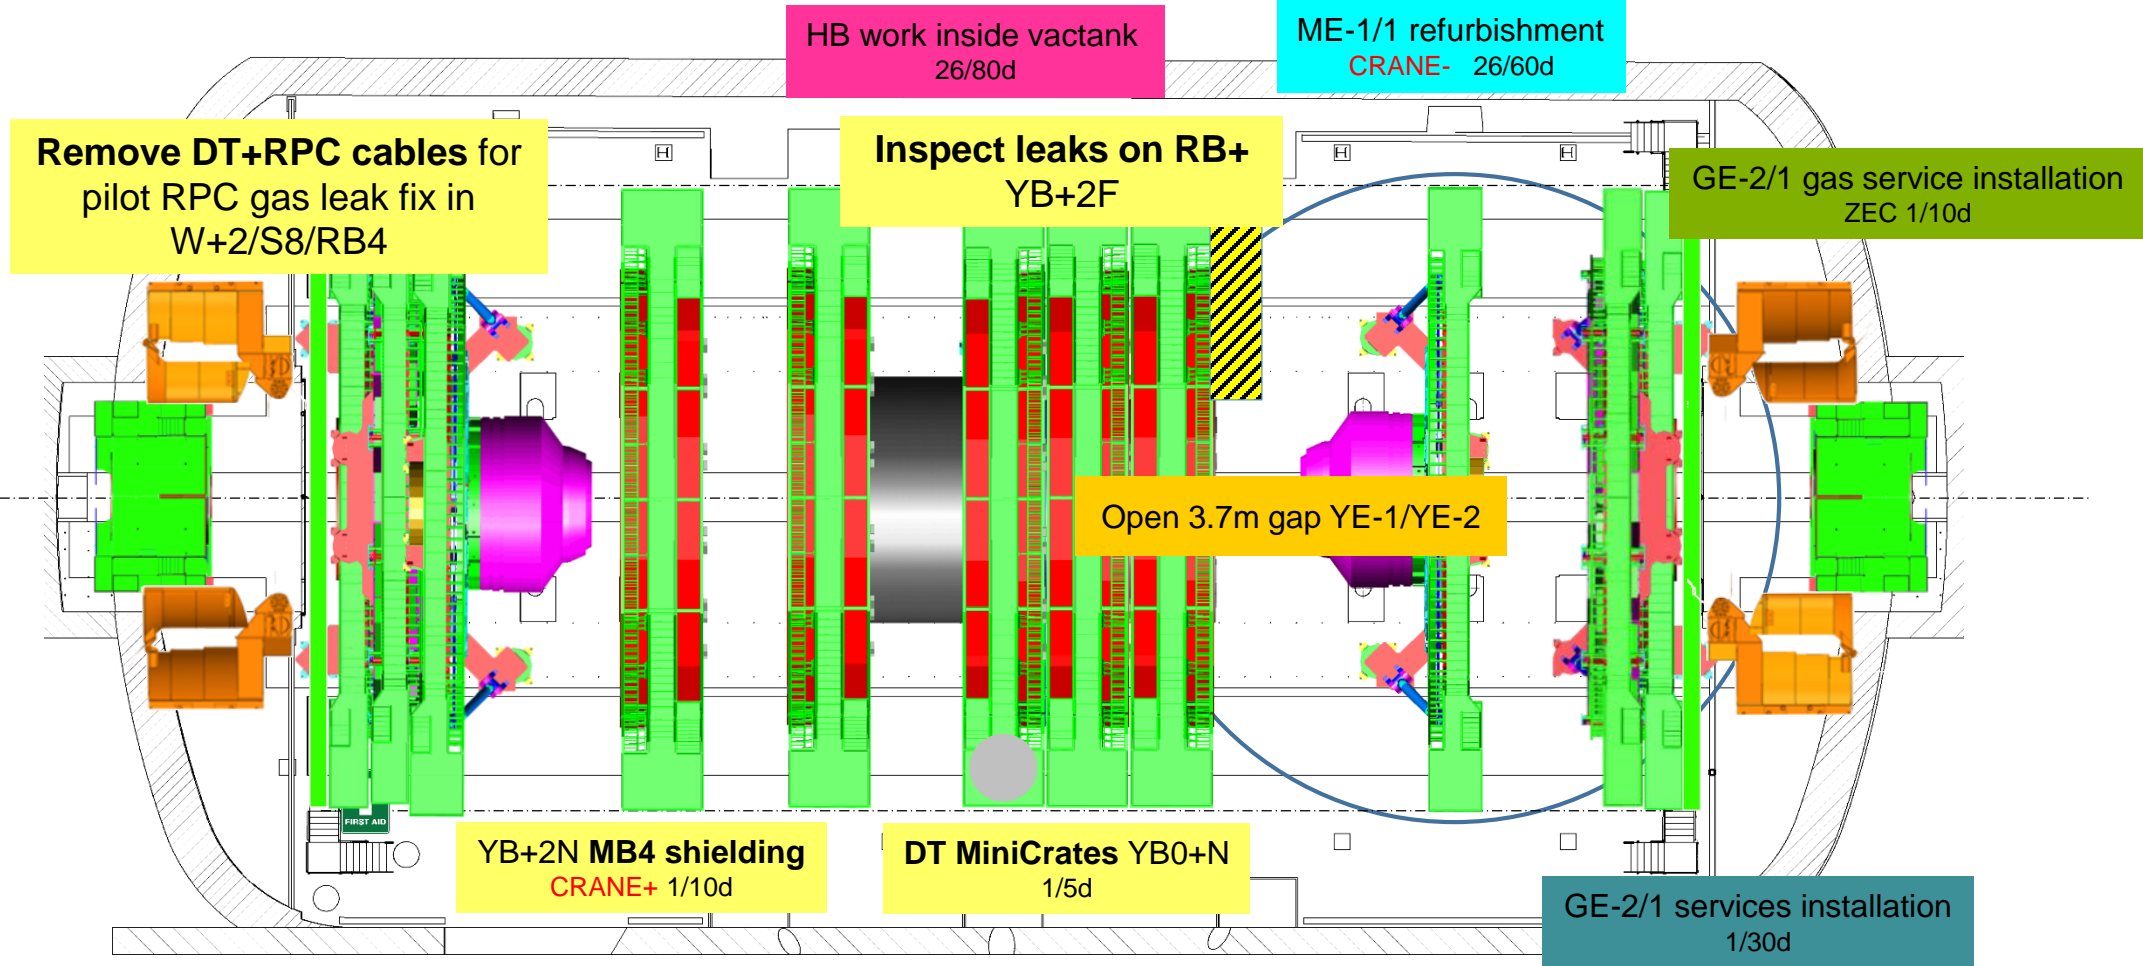 HB work inside vactank
26/80d
ME-1/1 refurbishment
CRANE- 26/60d
Remove DT+RPC cables for
pilot RPC gas leak fix in
W+2/S8/RB4
Inspect leaks on RB+
YB+2F
GE-2/1 gas service installation
ZEC 1/10d
H
H
H
Open 3.7m gap YE-1/YE-2
FIRST AID
YB+2N MB4 shielding
CRANE+ 1/10d
DT MiniCrates YB0+N
1/5d
GE-2/1 services installation
1/30d